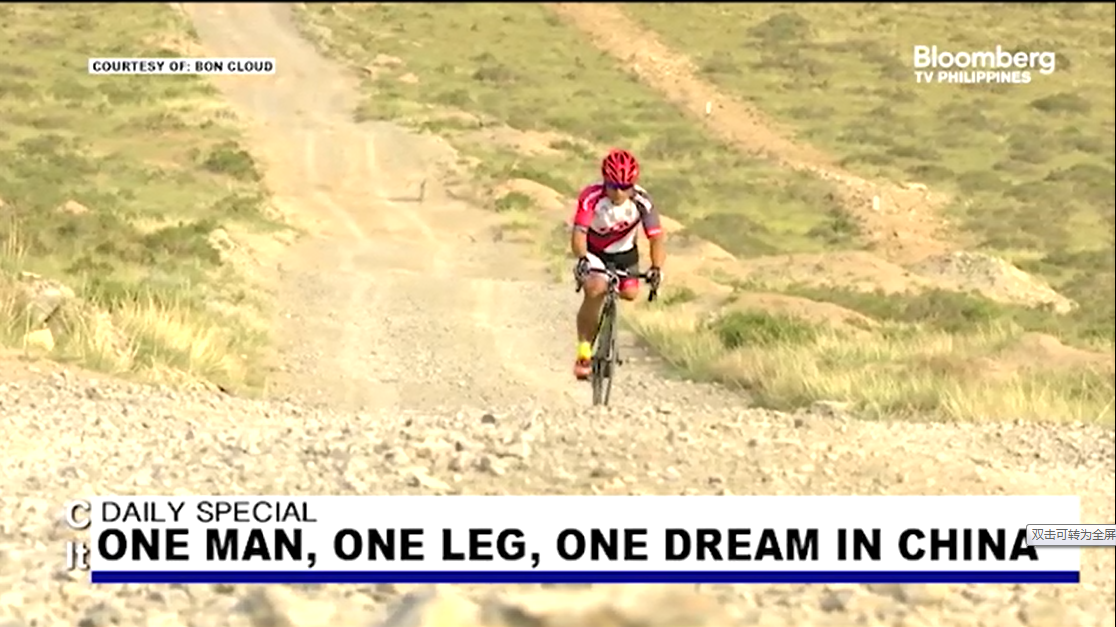 COURTESY OF: BON CLOUD
Bloomberg
TV PHILIPPINES
C
DAILY SPECIAL
It
ONE MAN, ONE LEG, ONE DREAM IN CHINA
双击可转为全屏